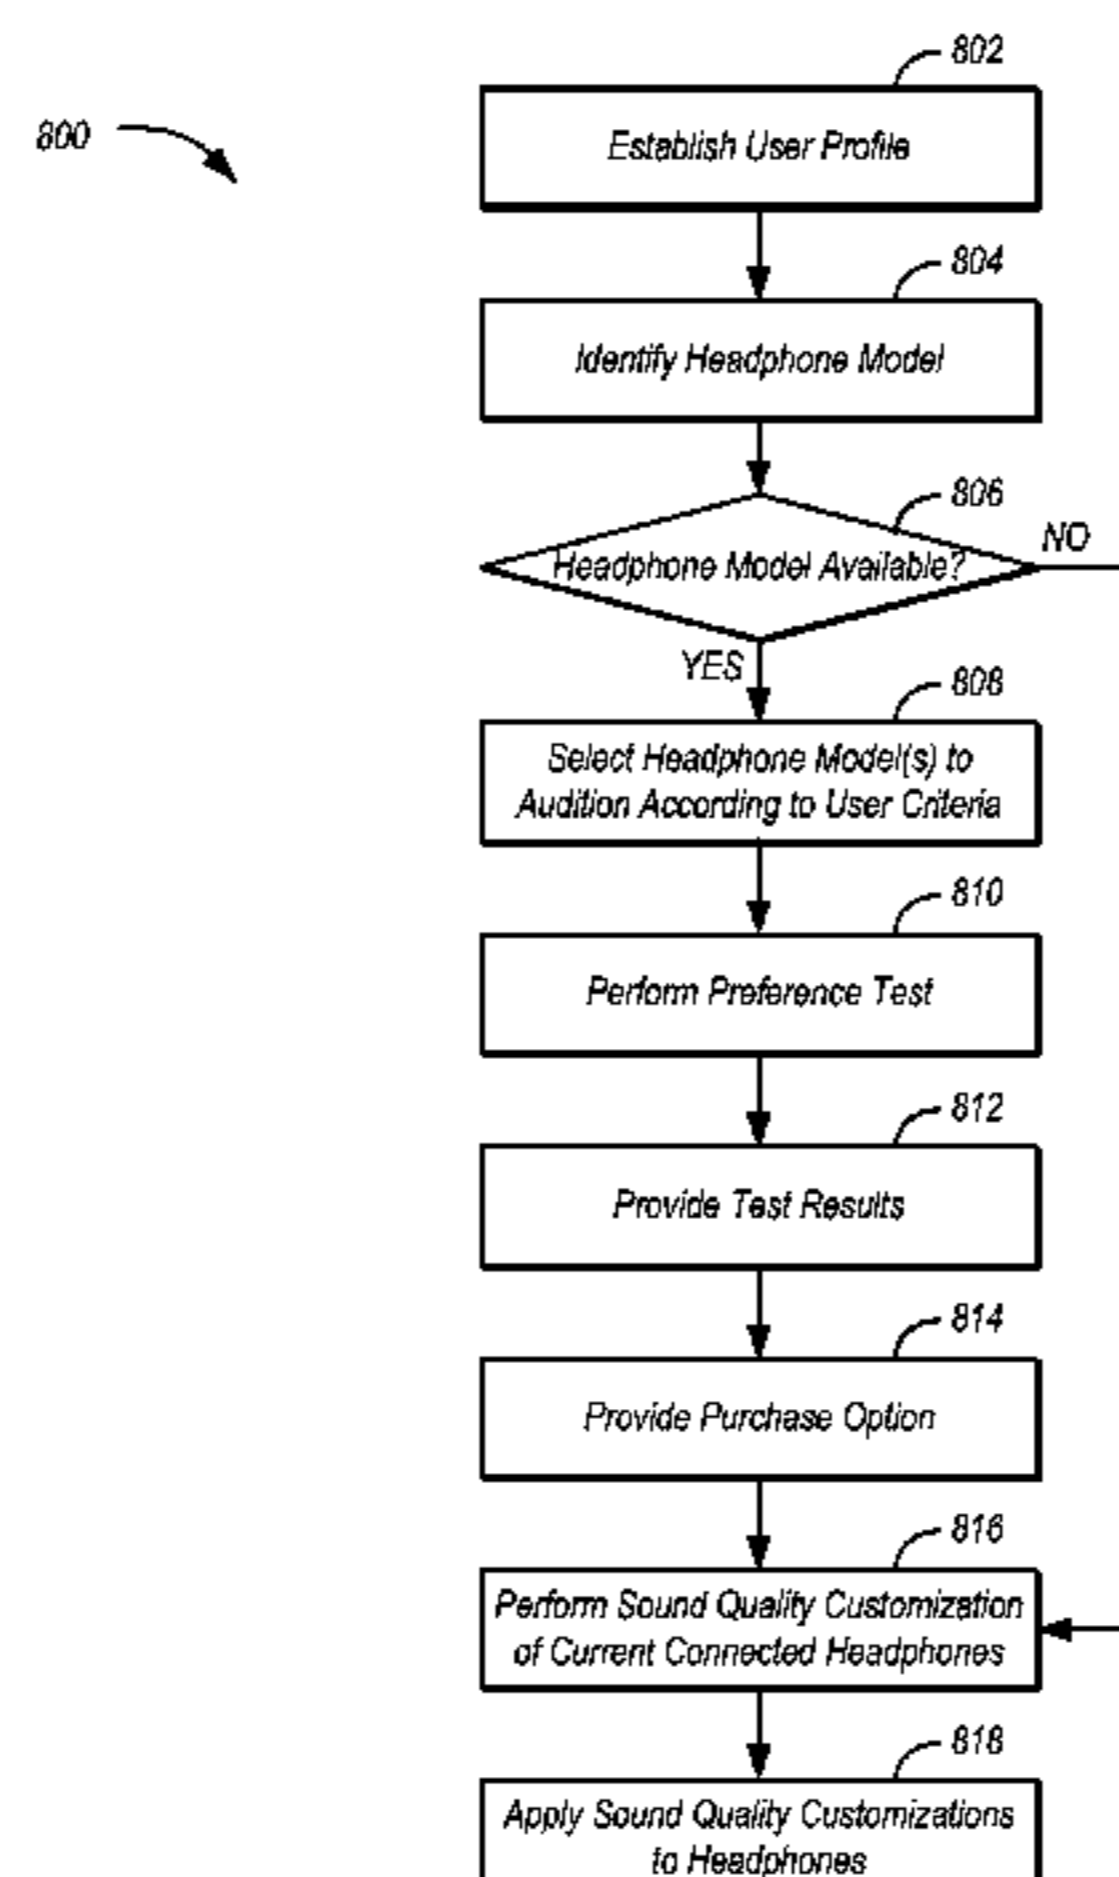 802
800
Establish User Profile
804
Identify Headphone Model
806
NO
Headphone Model Available?
YES
808
Select Headphone Model(s) to
Audition According to User Criteria
810
Perform Preference Test
812
Provide Test Results
814
Provide Purchase Option
816
Perform Sound Quality Customization
of Current Connected Headphones
818
Apply Sound Quality Customizations
to Headphones